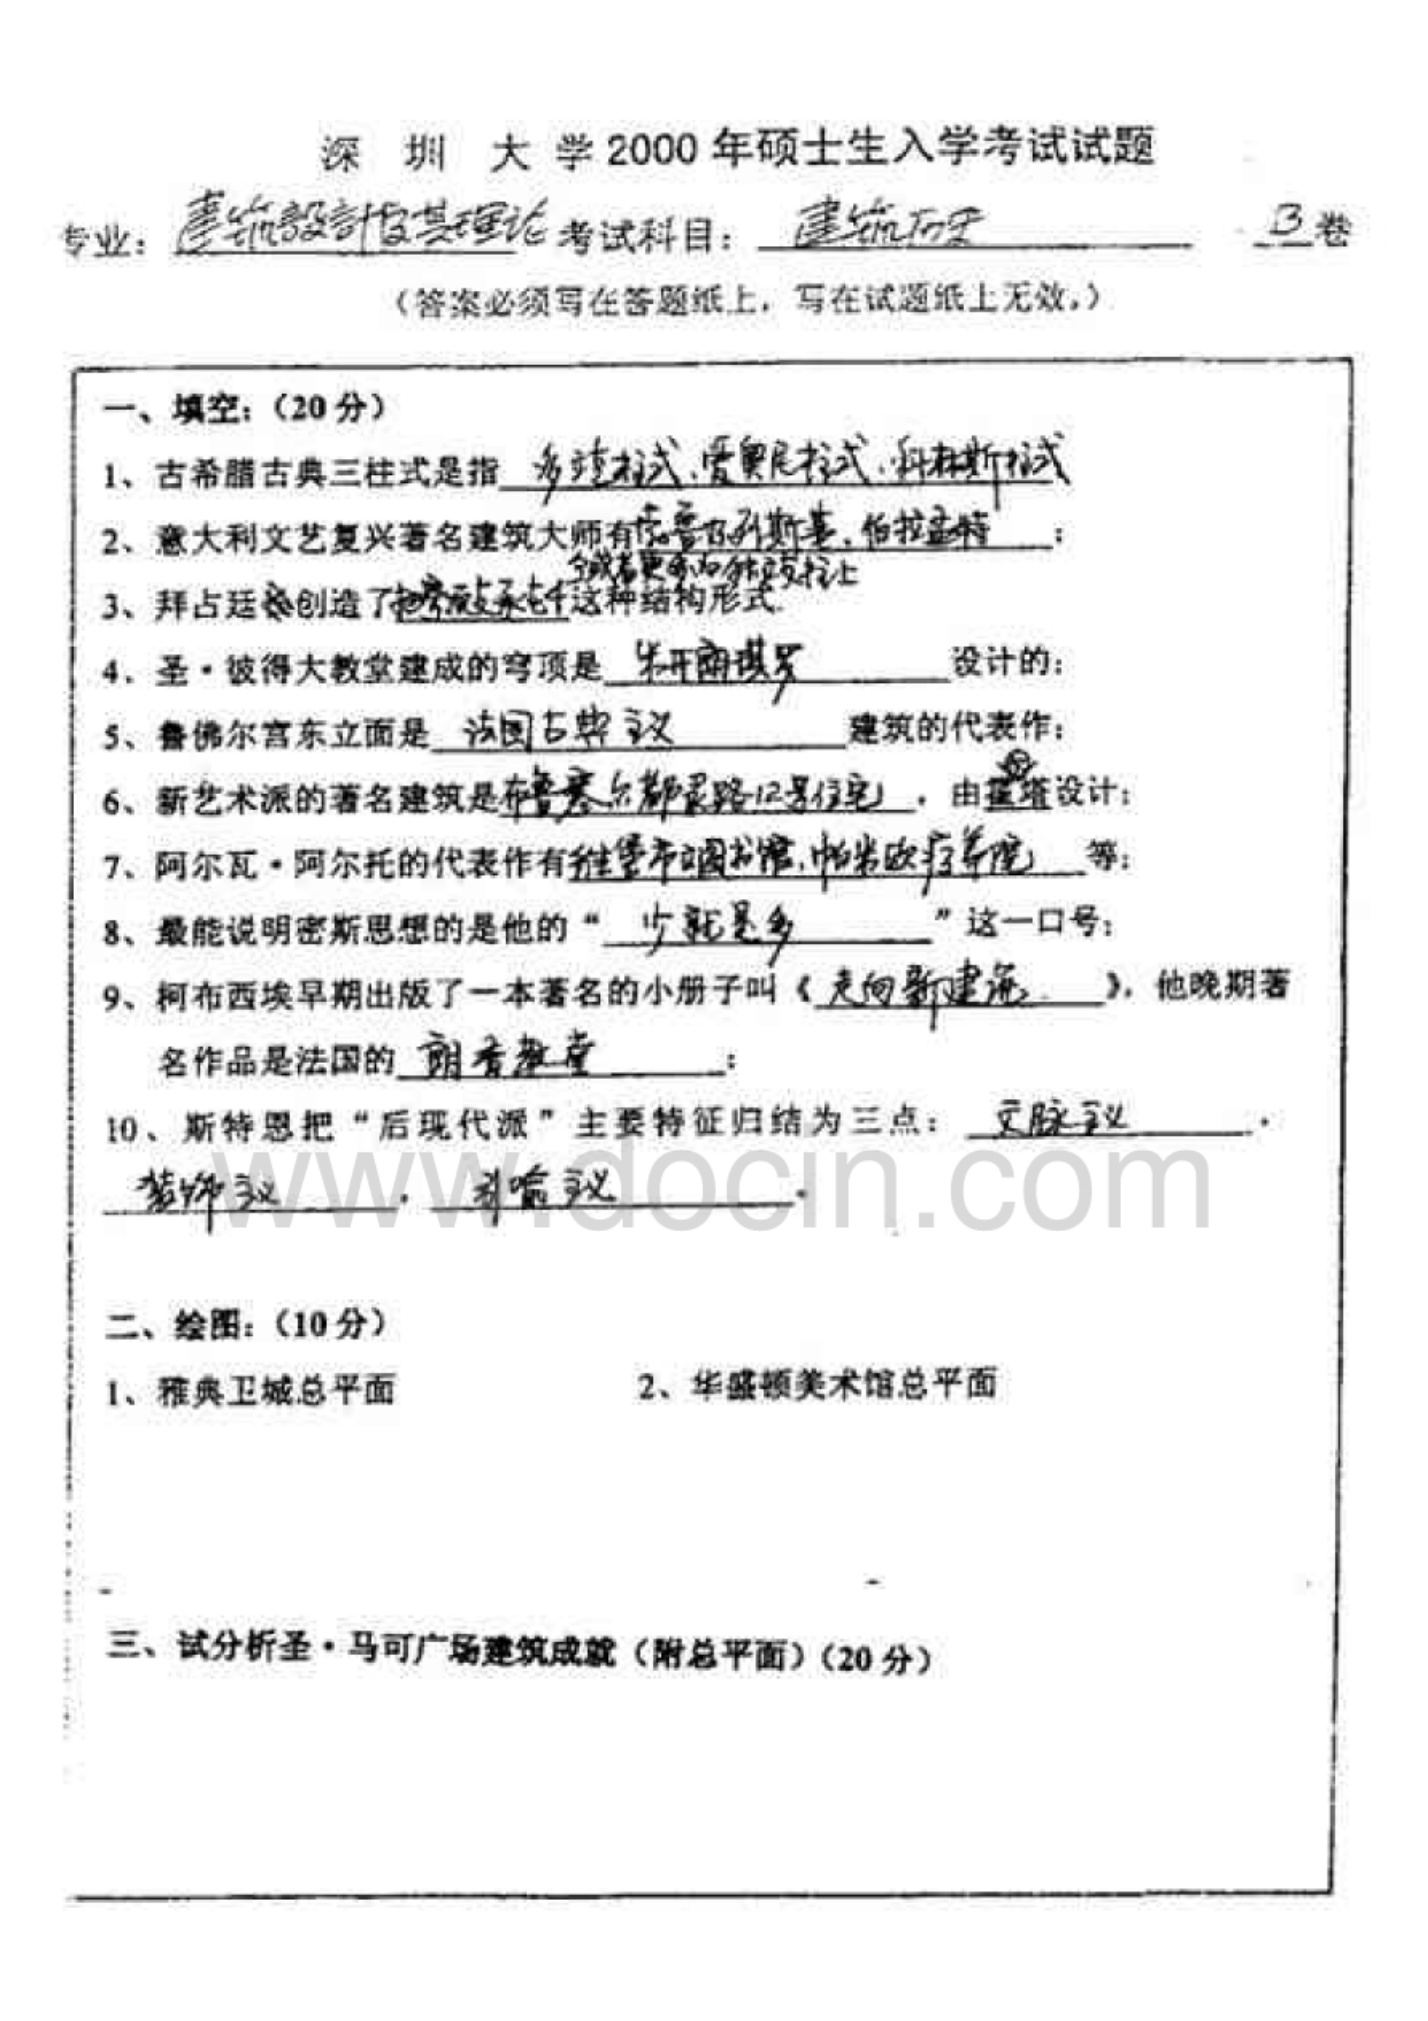 深 圳 大 学 2000 年硕士生入学考试试题
专业：建筑設計及其理论 考试科目：建筑历史 B 卷
（答案必须写在答题纸上，写在试题纸上无效。）
一、填空：（20 分）
1、古希腊古典三柱式是指 多立柱式、爱奥尼柱式、科林斯柱式
2、意大利文艺复兴著名建筑大师有 伯拉孟特；
3、拜占廷 创造了 这种结构形式.
4、圣·彼得大教堂建成的穹顶是 米开朗琪罗 设计的；
5、鲁佛尔宫东立面是 法国古典主义 建筑的代表作；
6、新艺术派的著名建筑是布鲁塞尔都灵路12号住宅，由 设计；
7、阿尔瓦·阿尔托的代表作有维堡市立图书馆、帕米欧疗养院 等；
8、最能说明密斯思想的是他的“ 少就是多 ”这一口号；
9、柯布西埃早期出版了一本著名的小册子叫《 走向新建筑 》，他晚期著
名作品是法国的 朗香教堂 ；
10、斯特恩把“后现代派”主要特征归结为三点： 文脉主义 ，
装饰主义 ， 引喻主义 。
www.docin.com
二、绘图：（10 分）
1、雅典卫城总平面 2、华盛顿美术馆总平面
三、试分析圣·马可广场建筑成就（附总平面）（20 分）